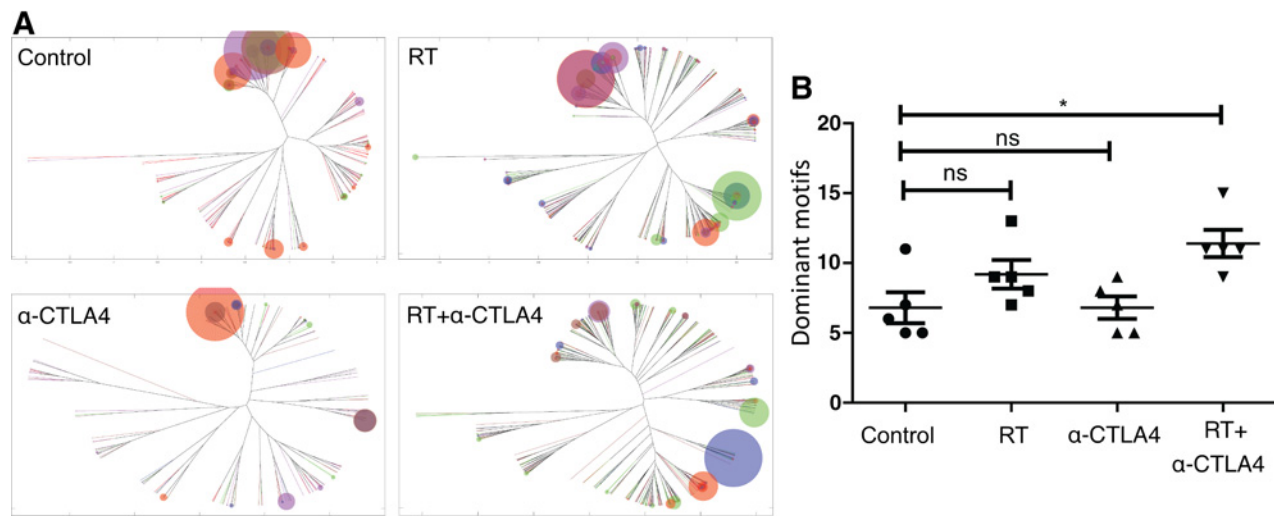 A
Control
RT
α-CTLA4
RT+α-CTLA4
B
Dominant motifs
20
15
10
5
0
*
ns
ns
Control
RT
α-CTLA4
RT+
α-CTLA4